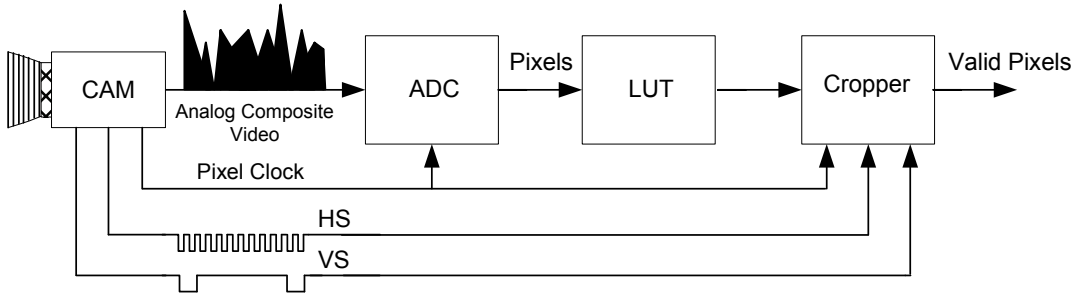 CAM
Analog Composite
Video
ADC
Pixels
LUT
Cropper
Valid Pixels
Pixel Clock
HS
VS